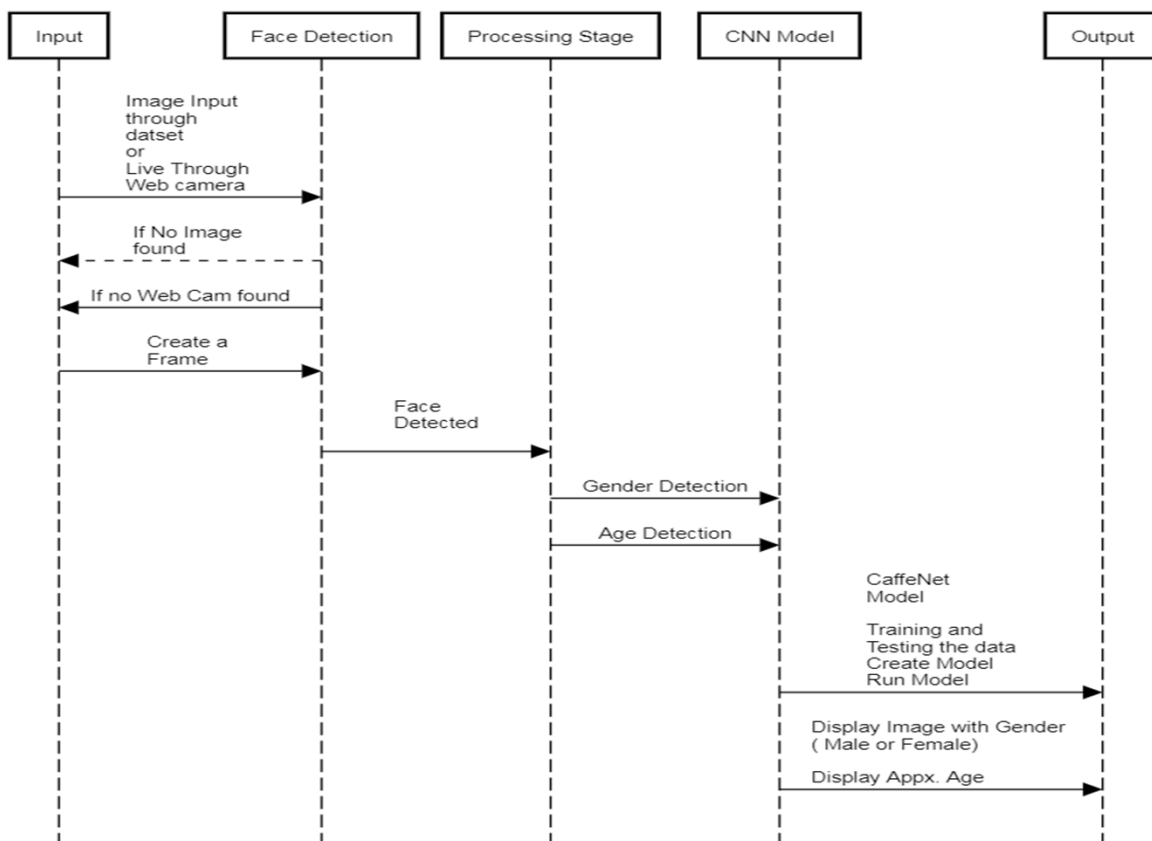 Input
Face Detection
Processing Stage
CNN Model
Output
Image Input
through
datset
or
Live Through
Web camera
If No Image
found
If no Web Cam found
Create a
Frame
Face
Detected
Gender Detection
Age Detection
CaffeNet
Model
Training and
Testing the data
Create Model
Run Model
Display Image with Gender
( Male or Female)
Display Appx. Age